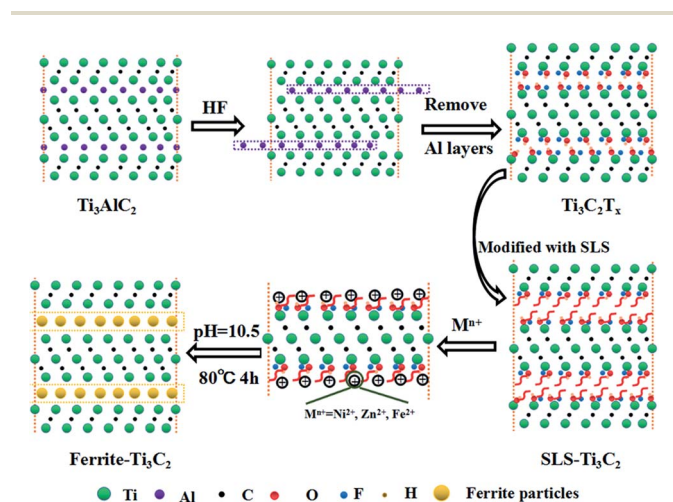 HF
Remove
Al layers
Ti₃AlC₂
Ti₃C₂Tₓ
Modified with SLS
pH=10.5
80℃ 4h
Mⁿ⁺
Mⁿ⁺=Ni²⁺, Zn²⁺, Fe²⁺
Ferrite-Ti₃C₂
SLS-Ti₃C₂
Ti Al C O F H Ferrite particles